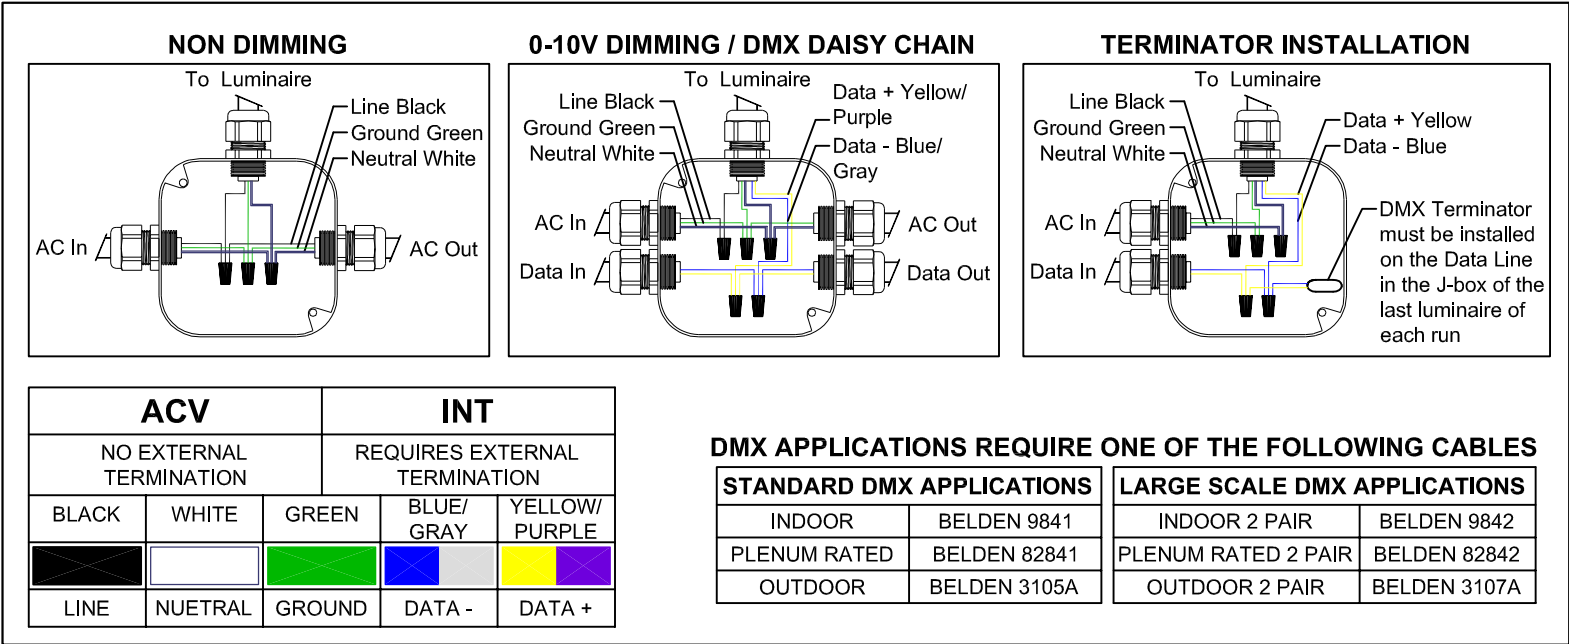 NON DIMMING
To Luminaire
Line Black
Ground Green
Neutral White
AC In
AC Out
0-10V DIMMING / DMX DAISY CHAIN
To Luminaire
Line Black
Ground Green
Neutral White
Data + Yellow/
Purple
Data - Blue/
Gray
AC In
AC Out
Data In
Data Out
TERMINATOR INSTALLATION
To Luminaire
Line Black
Ground Green
Neutral White
Data + Yellow
Data - Blue
AC In
Data In
DMX Terminator
must be installed
on the Data Line
in the J-box of the
last luminaire of
each run
ACV INT
NO EXTERNAL
TERMINATION
REQUIRES EXTERNAL
TERMINATION
BLACK WHITE GREEN BLUE/
GRAY
YELLOW/
PURPLE
LINE NUETRAL GROUND DATA - DATA +
DMX APPLICATIONS REQUIRE ONE OF THE FOLLOWING CABLES
STANDARD DMX APPLICATIONS
INDOOR BELDEN 9841
PLENUM RATED BELDEN 82841
OUTDOOR BELDEN 3105A
LARGE SCALE DMX APPLICATIONS
INDOOR 2 PAIR BELDEN 9842
PLENUM RATED 2 PAIR BELDEN 82842
OUTDOOR 2 PAIR BELDEN 3107A